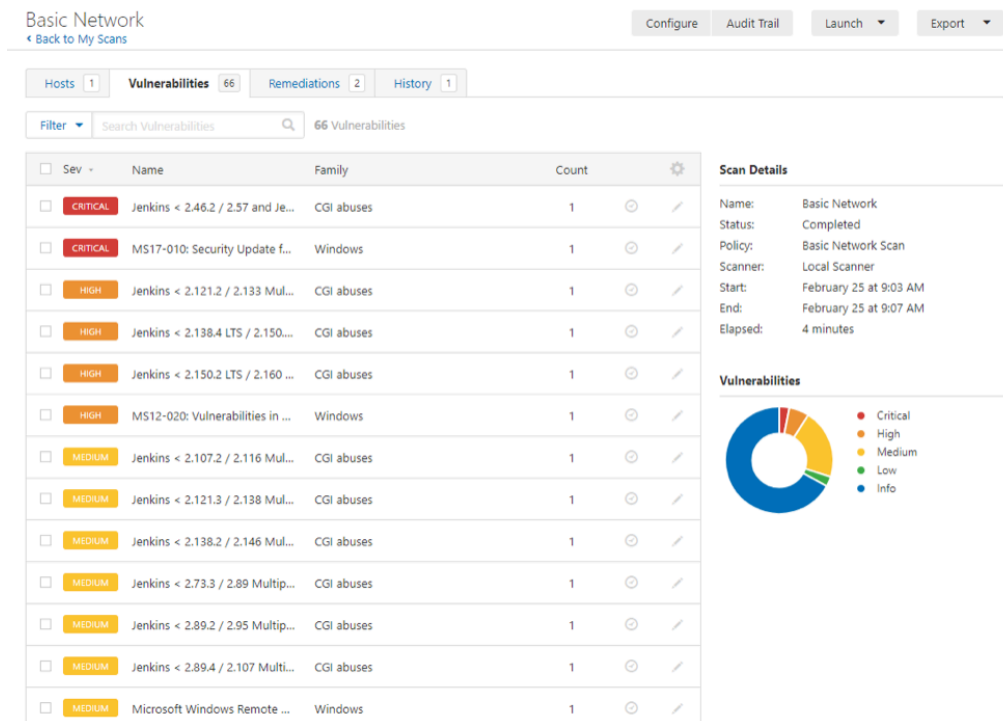 Basic Network
Back to My Scans
Configure Audit Trail Launch Export
Hosts 1 Vulnerabilities 66 Remediations 2 History 1
Filter Search Vulnerabilities 66 Vulnerabilities
Sev Name Family Count
CRITICAL Jenkins < 2.46.2 / 2.57 and Je... CGI abuses 1
CRITICAL MS17-010: Security Update f... Windows 1
HIGH Jenkins < 2.121.2 / 2.133 Mul... CGI abuses 1
HIGH Jenkins < 2.138.4 LTS / 2.150.... CGI abuses 1
HIGH Jenkins < 2.150.2 LTS / 2.160 ... CGI abuses 1
HIGH MS12-020: Vulnerabilities in ... Windows 1
MEDIUM Jenkins < 2.107.2 / 2.116 Mul... CGI abuses 1
MEDIUM Jenkins < 2.121.3 / 2.138 Mul... CGI abuses 1
MEDIUM Jenkins < 2.138.2 / 2.146 Mul... CGI abuses 1
MEDIUM Jenkins < 2.73.3 / 2.89 Multip... CGI abuses 1
MEDIUM Jenkins < 2.89.2 / 2.95 Multip... CGI abuses 1
MEDIUM Jenkins < 2.89.4 / 2.107 Multi... CGI abuses 1
MEDIUM Microsoft Windows Remote ... Windows 1
Scan Details
Name: Basic Network
Status: Completed
Policy: Basic Network Scan
Scanner: Local Scanner
Start: February 25 at 9:03 AM
End: February 25 at 9:07 AM
Elapsed: 4 minutes
Vulnerabilities
Critical
High
Medium
Low
Info